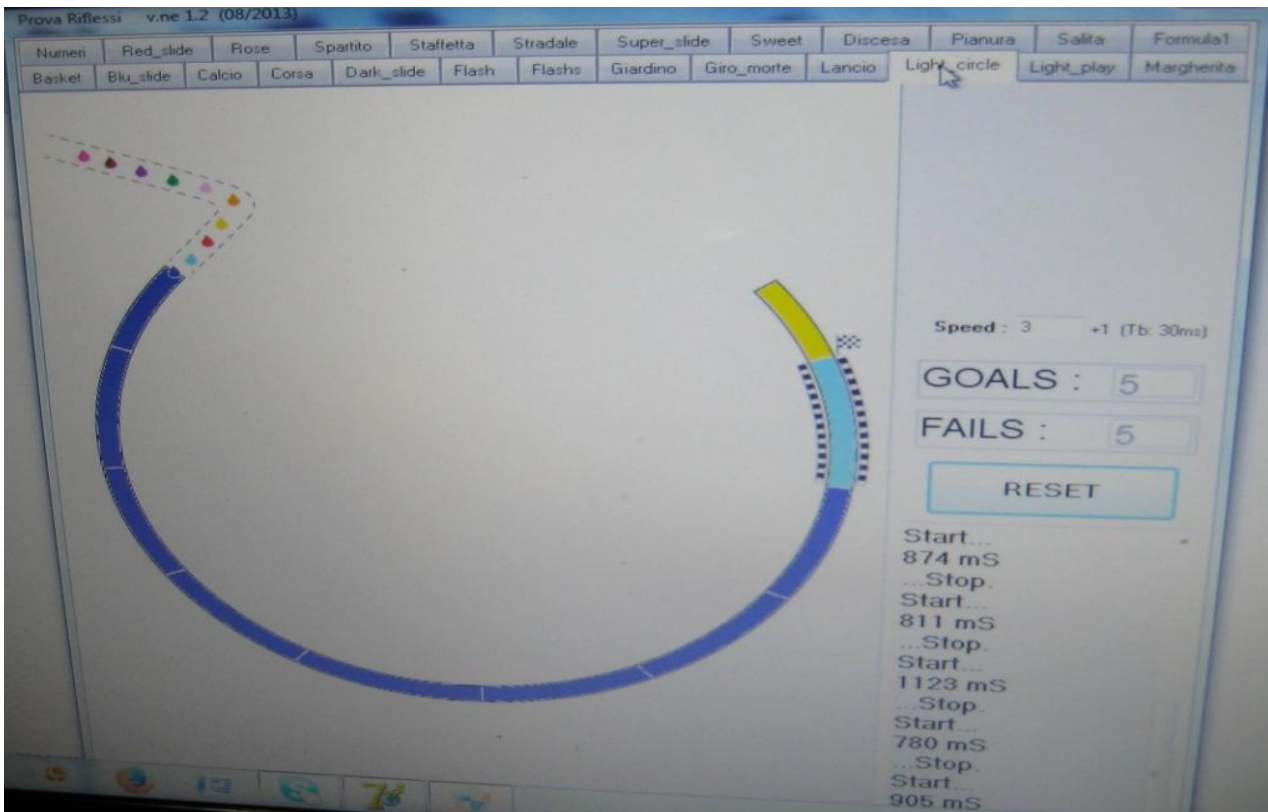 Prova Riflessi v.ne 1.2 (08/2013)
Numeri Red_slide Rose Spartito Staffetta Stradale Super_slide Sweet Discesa Pianura Salita Formula1
Basket Blu_slide Calcio Corsa Dark_slide Flash Flashs Giardino Giro_morte Lancio Light_circle Light_play Margherita
Speed : 3 +1 (Tb: 30ms)
GOALS : 5
FAILS : 5
RESET
Start...
874 mS
...Stop.
Start...
811 mS
...Stop.
Start...
1123 mS
...Stop.
Start...
780 mS
...Stop.
Start...
905 mS